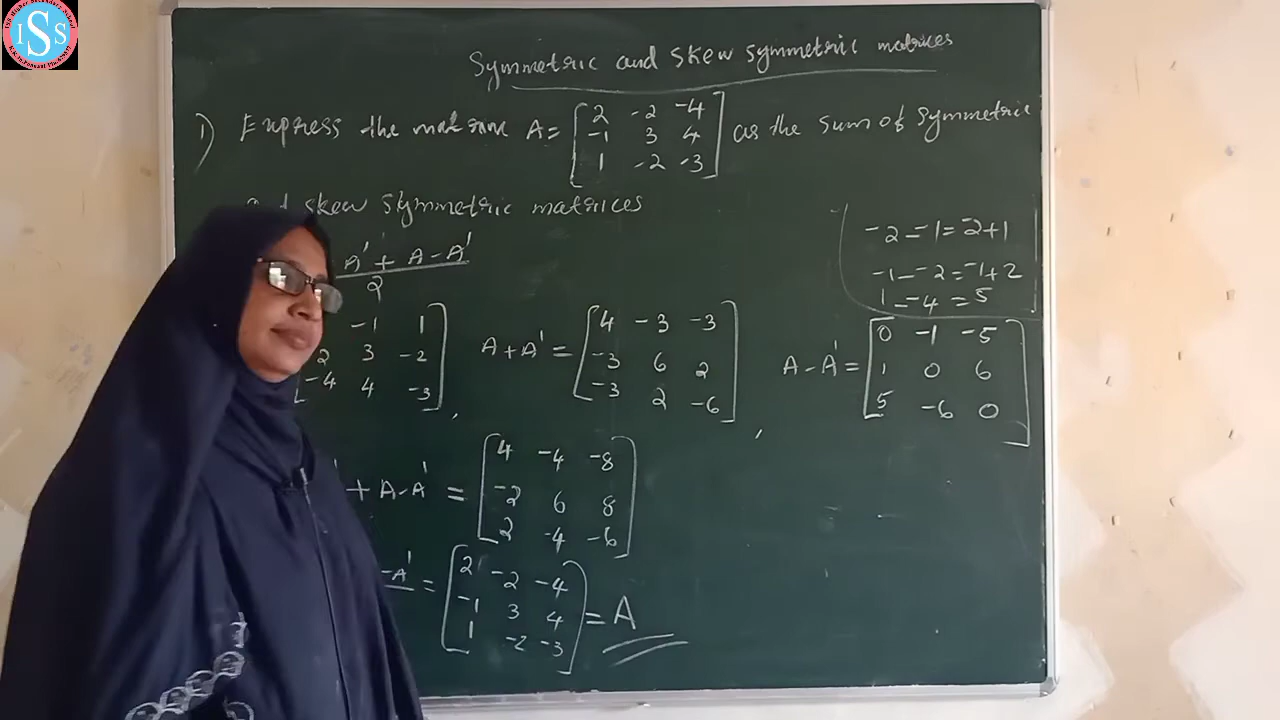 ISS
Symmetric and skew symmetric matrices
1) Express the matrix A = [ 2 -2 -4
-1 3 4
1 -2 -3 ] as the sum of symmetric
skew symmetric matrices
A' + A - A'
2
-2 - -1 = -2+1
-1 - -2 = -1+2
1 - -4 = 5
-1 1
2 3 -2
-4 4 -3 ] ,
A + A' = [ 4 -3 -3
-3 6 2
-3 2 -6 ] ,
A - A' = [ 0 -1 -5
1 0 6
5 -6 0 ]
' + A - A' = [ 4 -4 -8
-2 6 8
2 -4 -6 ]
-A' = [ 2 -2 -4
-1 3 4
1 -2 -3 ] = A